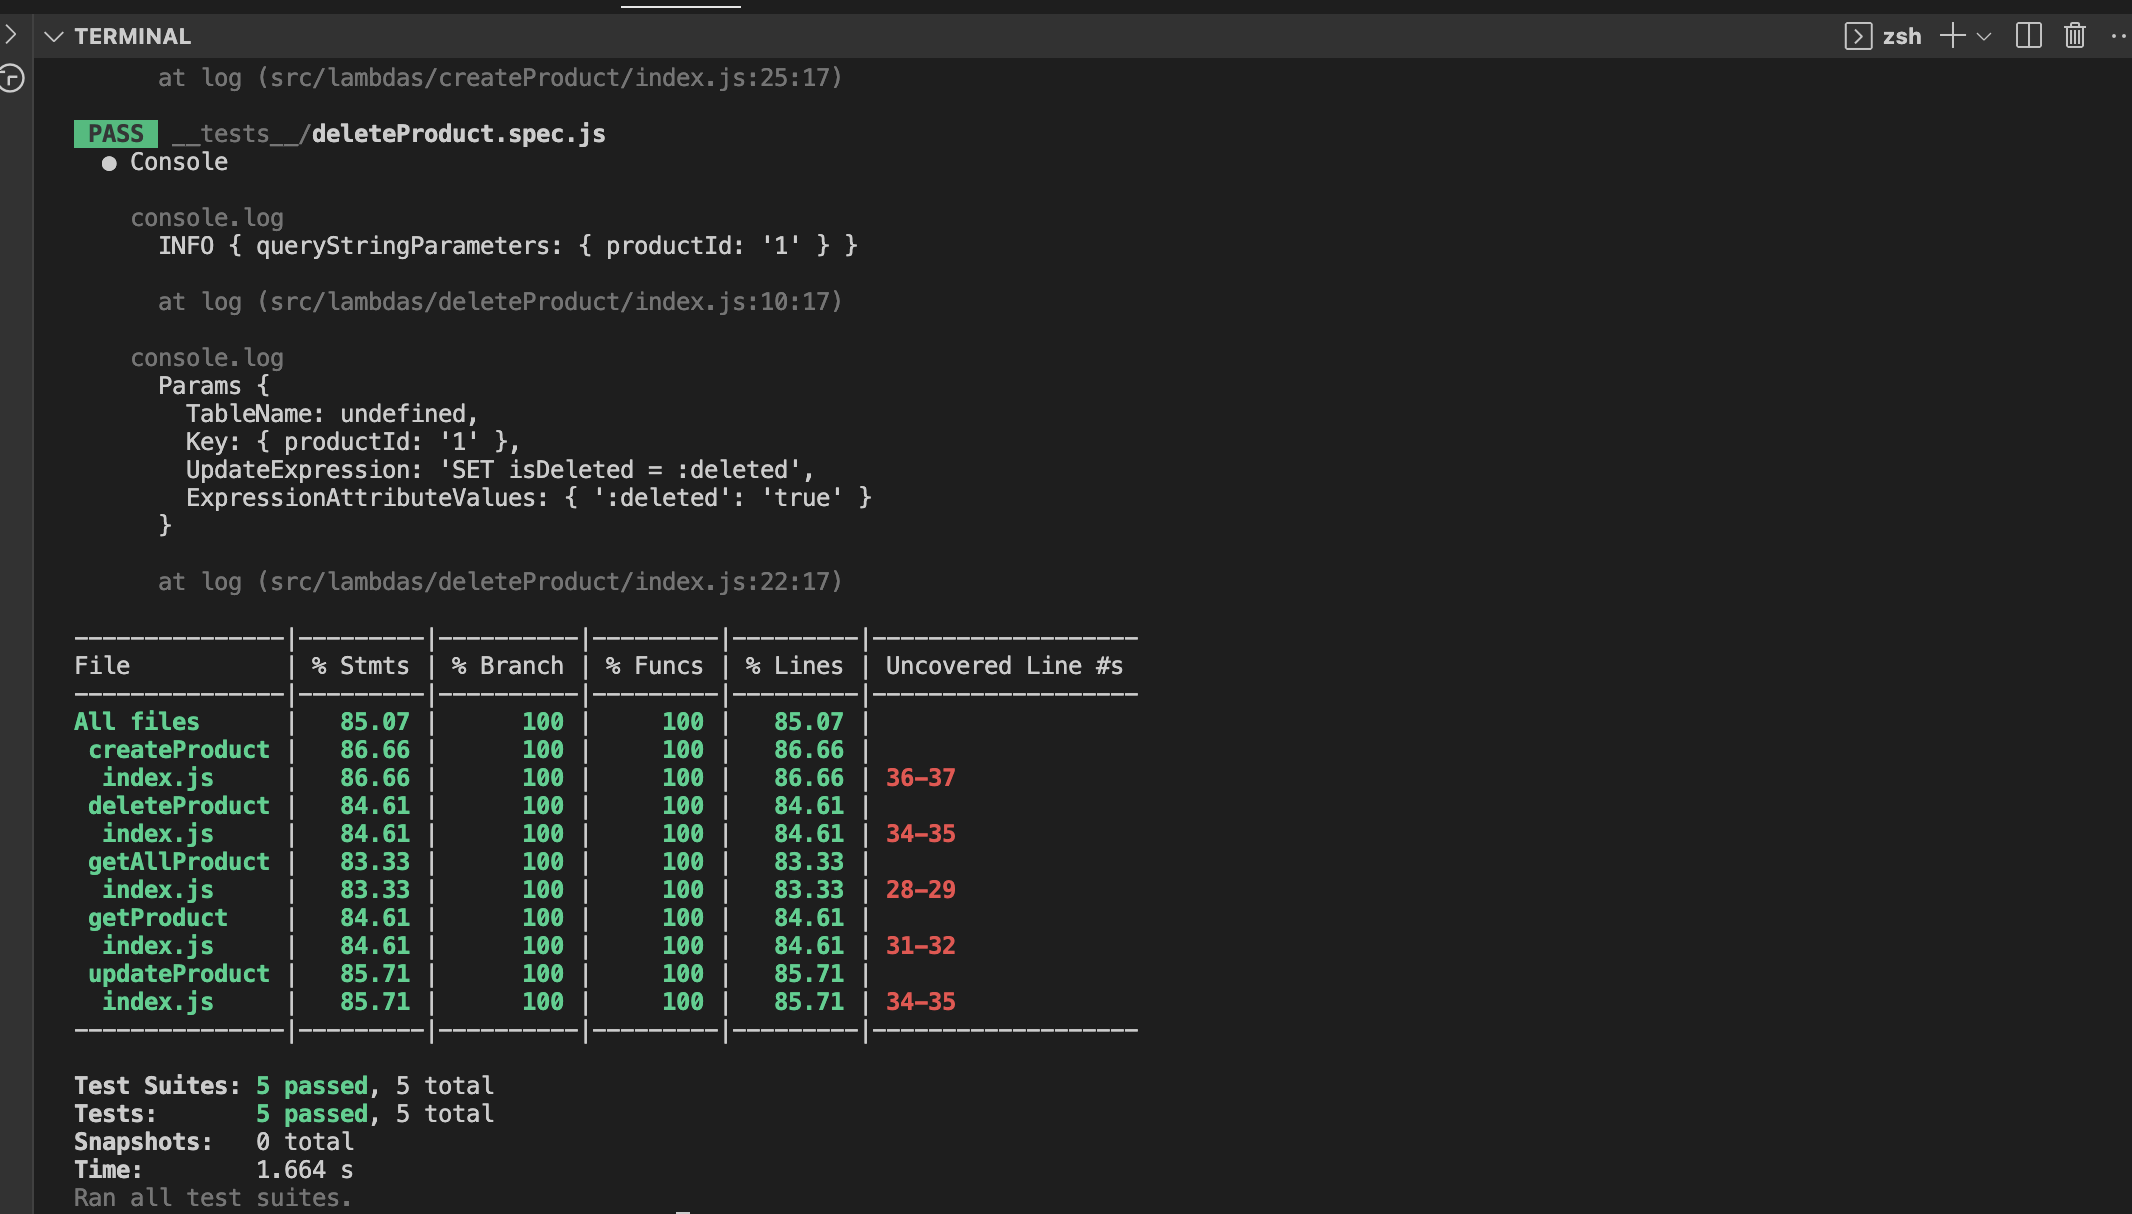 TERMINAL
zsh
at log (src/lambdas/createProduct/index.js:25:17)
PASS __tests__/deleteProduct.spec.js
● Console
console.log
INFO { queryStringParameters: { productId: '1' } }
at log (src/lambdas/deleteProduct/index.js:10:17)
console.log
Params {
TableName: undefined,
Key: { productId: '1' },
UpdateExpression: 'SET isDeleted = :deleted',
ExpressionAttributeValues: { ':deleted': 'true' }
}
at log (src/lambdas/deleteProduct/index.js:22:17)
---------------|---------|----------|---------|---------|-------------------
File | % Stmts | % Branch | % Funcs | % Lines | Uncovered Line #s
---------------|---------|----------|---------|---------|-------------------
All files | 85.07 | 100 | 100 | 85.07 |
createProduct | 86.66 | 100 | 100 | 86.66 |
index.js | 86.66 | 100 | 100 | 86.66 | 36-37
deleteProduct | 84.61 | 100 | 100 | 84.61 |
index.js | 84.61 | 100 | 100 | 84.61 | 34-35
getAllProduct | 83.33 | 100 | 100 | 83.33 |
index.js | 83.33 | 100 | 100 | 83.33 | 28-29
getProduct | 84.61 | 100 | 100 | 84.61 |
index.js | 84.61 | 100 | 100 | 84.61 | 31-32
updateProduct | 85.71 | 100 | 100 | 85.71 |
index.js | 85.71 | 100 | 100 | 85.71 | 34-35
---------------|---------|----------|---------|---------|-------------------
Test Suites: 5 passed, 5 total
Tests: 5 passed, 5 total
Snapshots: 0 total
Time: 1.664 s
Ran all test suites.